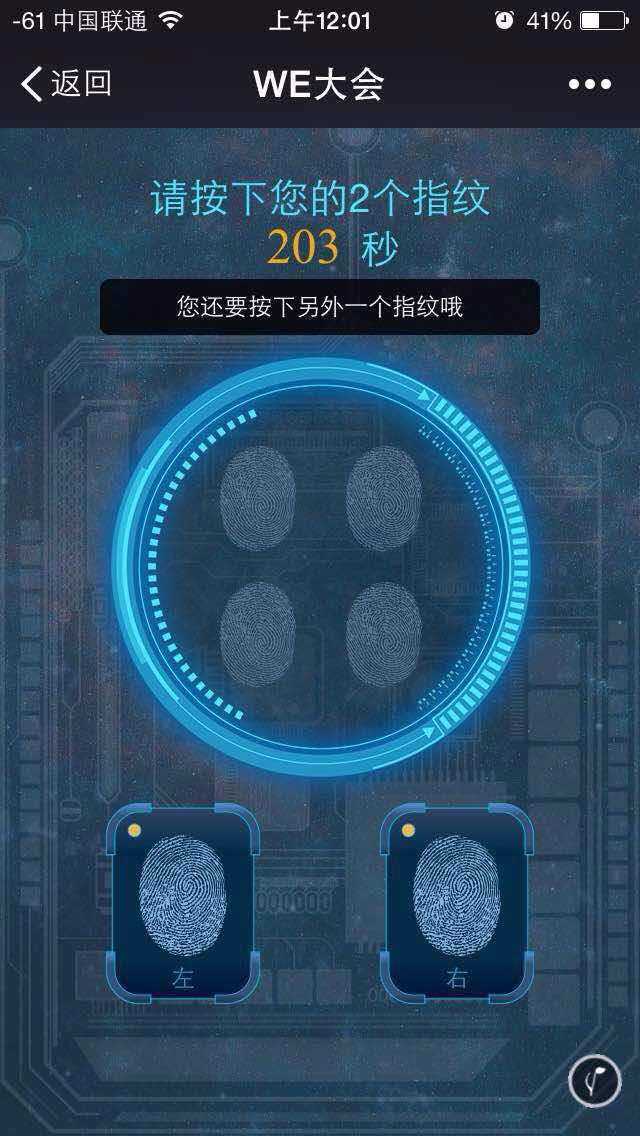 -61 中国联通 上午12:01 41%
返回 WE大会
请按下您的2个指纹
203 秒
您还要按下另外一个指纹哦
左 右